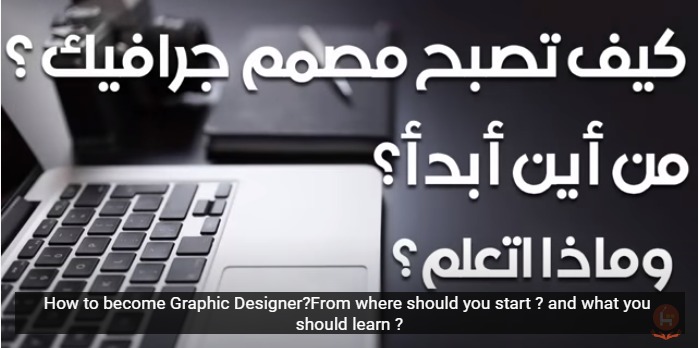 كيف تصبح مصمم جرافيك ؟
من أين أبدأ؟
وماذا اتعلم ؟
How to become Graphic Designer?From where should you start ? and what you
should learn ?